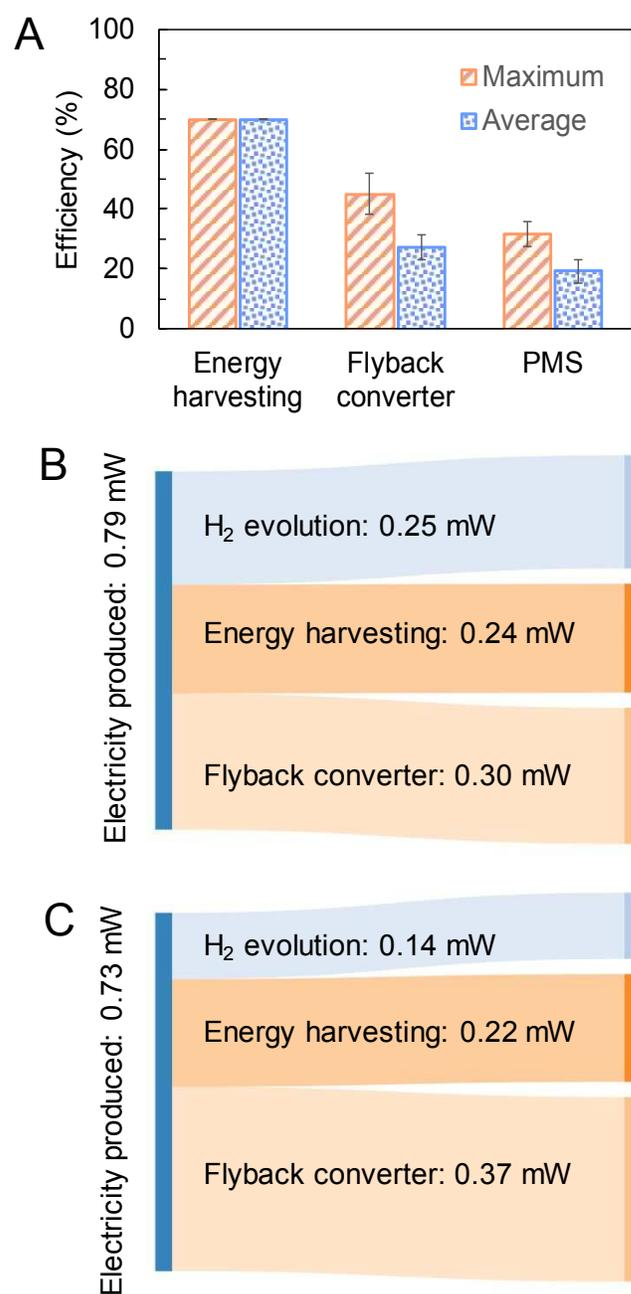 A
100
80
60
40
20
0
Efficiency (%)
Maximum
Average
Energy
harvesting
Flyback
converter
PMS
B
Electricity produced: 0.79 mW
H₂ evolution: 0.25 mW
Energy harvesting: 0.24 mW
Flyback converter: 0.30 mW
C
Electricity produced: 0.73 mW
H₂ evolution: 0.14 mW
Energy harvesting: 0.22 mW
Flyback converter: 0.37 mW